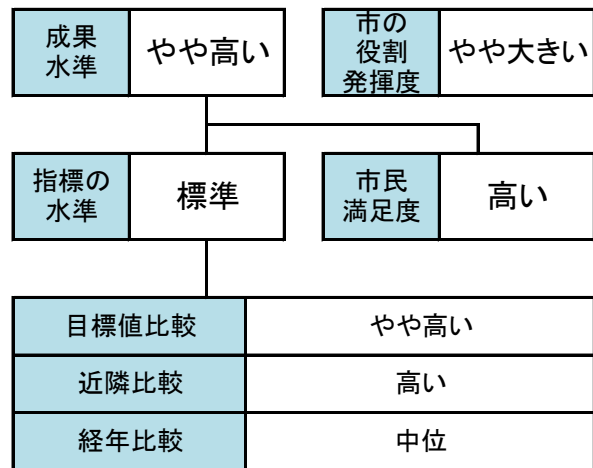 成果
水準
やや高い
市の
役割
発揮度
やや大きい
指標の
水準
標準
市民
満足度
高い
目標値比較
やや高い
近隣比較
高い
経年比較
中位